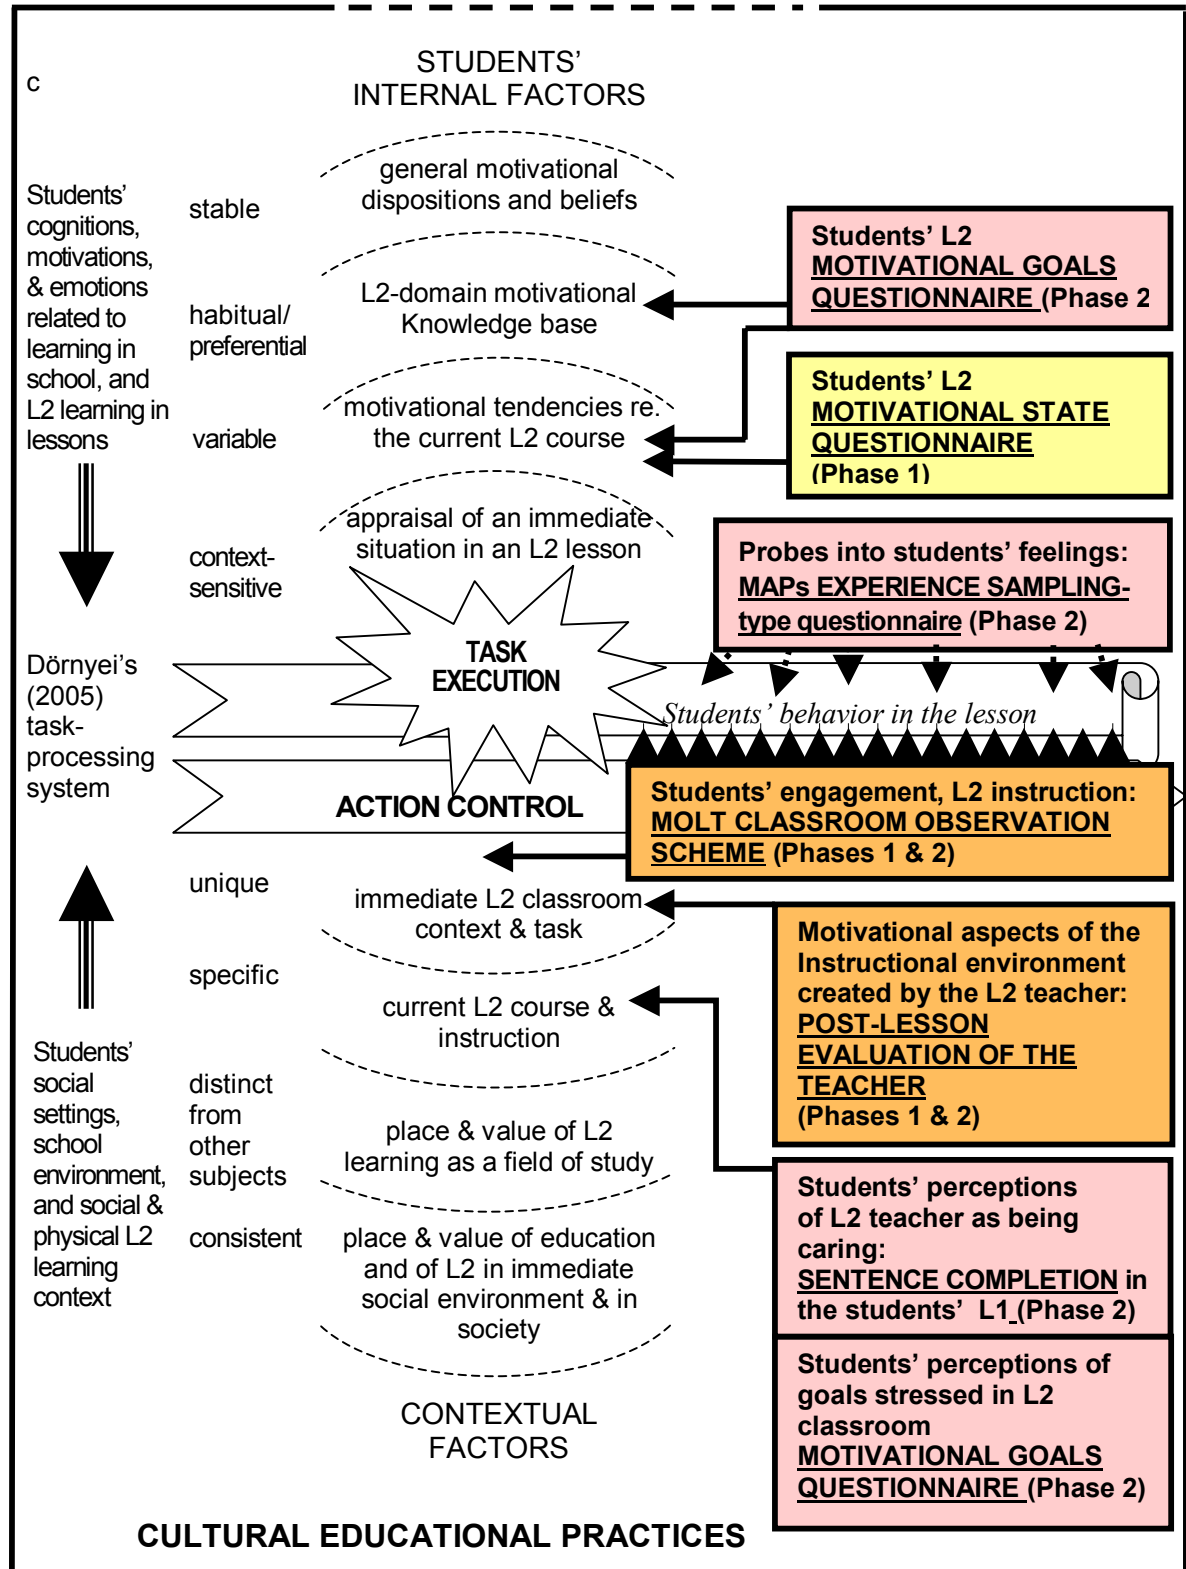 c
STUDENTS’
INTERNAL FACTORS
general motivational
dispositions and beliefs
Students’
cognitions,
motivations,
& emotions
related to
learning in
school, and
L2 learning in
lessons
stable
habitual/
preferential
variable
context-
sensitive
L2-domain motivational
Knowledge base
motivational tendencies re.
the current L2 course
appraisal of an immediate
situation in an L2 lesson
Students’ L2
MOTIVATIONAL GOALS
QUESTIONNAIRE (Phase 2
Students’ L2
MOTIVATIONAL STATE
QUESTIONNAIRE
(Phase 1)
Probes into students’ feelings:
MAPs EXPERIENCE SAMPLING-
type questionnaire (Phase 2)
TASK
EXECUTION
Dörnyei’s
(2005)
task-
processing
system
Students’ behavior in the lesson
ACTION CONTROL
Students’ engagement, L2 instruction:
MOLT CLASSROOM OBSERVATION
SCHEME (Phases 1 & 2)
unique
specific
distinct
from
other
subjects
consistent
immediate L2 classroom
context & task
current L2 course &
instruction
place & value of L2
learning as a field of study
place & value of education
and of L2 in immediate
social environment & in
society
Students’
social
settings,
school
environment,
and social &
physical L2
learning
context
Motivational aspects of the
Instructional environment
created by the L2 teacher:
POST-LESSON
EVALUATION OF THE
TEACHER
(Phases 1 & 2)
Students’ perceptions
of L2 teacher as being
caring:
SENTENCE COMPLETION in
the students’ L1 (Phase 2)
Students’ perceptions of
goals stressed in L2
classroom
MOTIVATIONAL GOALS
QUESTIONNAIRE (Phase 2)
CONTEXTUAL
FACTORS
CULTURAL EDUCATIONAL PRACTICES